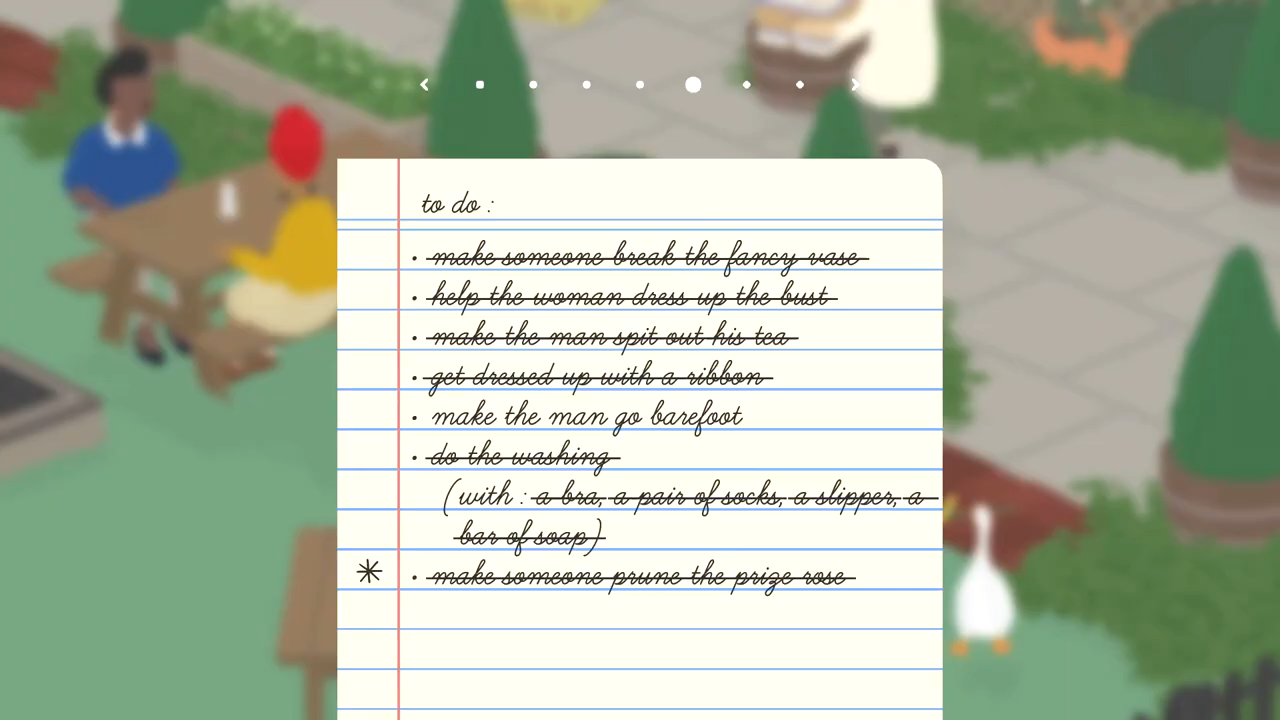 to do :
• make someone break the fancy vase
• help the woman dress up the bust
• make the man spit out his tea
• get dressed up with a ribbon
• make the man go barefoot
• do the washing
(with : a bra, a pair of socks, a slipper, a
bar of soap)
• make someone prune the prize rose